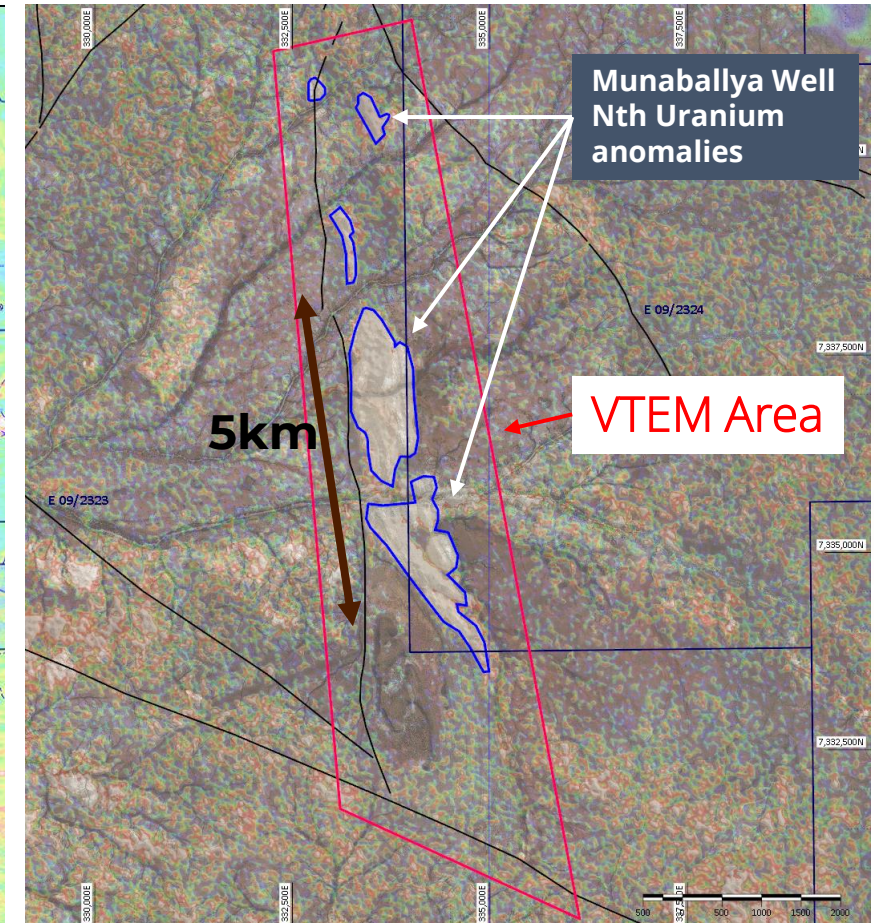 330,000E
332,500E
335,000E
337,500E
Munaballya Well
Nth Uranium
anomalies
N
E 09/2324
7,337,500N
VTEM Area
5km
E 09/2323
7,335,000N
7,332,500N
330,000E
332,500E
335,000E
500
500
1000
1500
2000